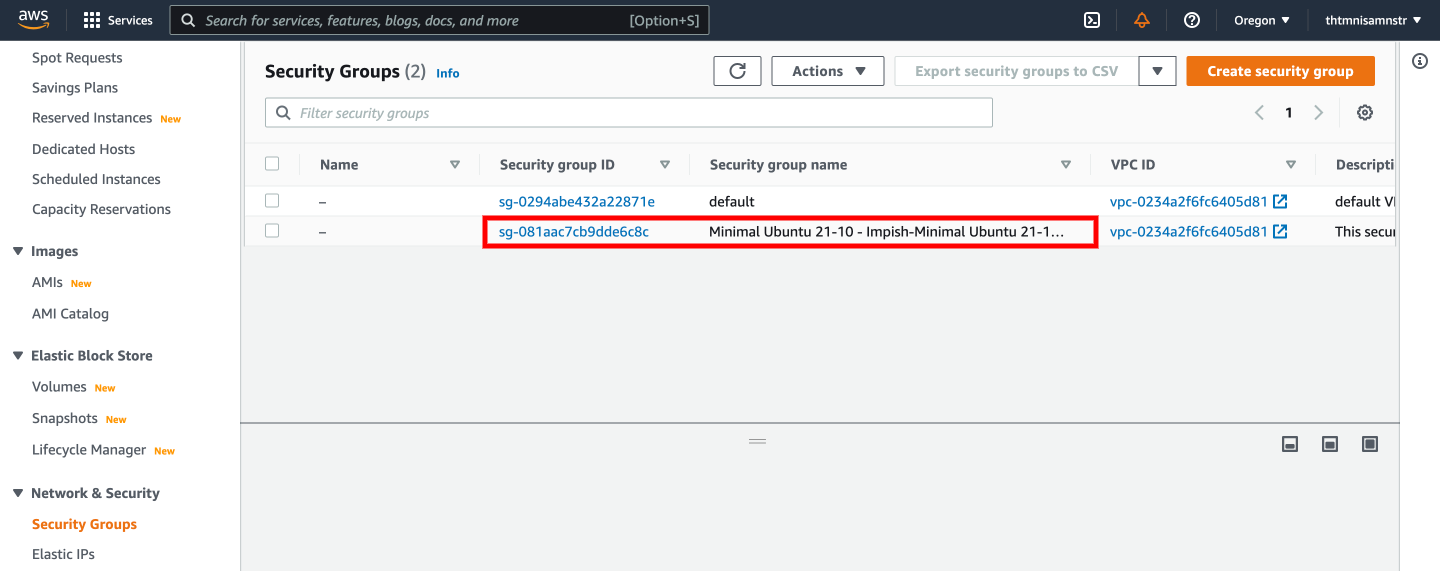 aws Services Search for services, features, blogs, docs, and more [Option+S] Oregon thtmnisamnstr
Spot Requests
Savings Plans
Reserved Instances New
Dedicated Hosts
Scheduled Instances
Capacity Reservations
Images
AMIs New
AMI Catalog
Elastic Block Store
Volumes New
Snapshots New
Lifecycle Manager New
Network & Security
Security Groups
Elastic IPs
Security Groups (2) Info Actions Export security groups to CSV Create security group
Filter security groups 1
Name Security group ID Security group name VPC ID Descripti
– sg-0294abe432a22871e default vpc-0234a2f6fc6405d81 default V
– sg-081aac7cb9dde6c8c Minimal Ubuntu 21-10 - Impish-Minimal Ubuntu 21-1... vpc-0234a2f6fc6405d81 This secur